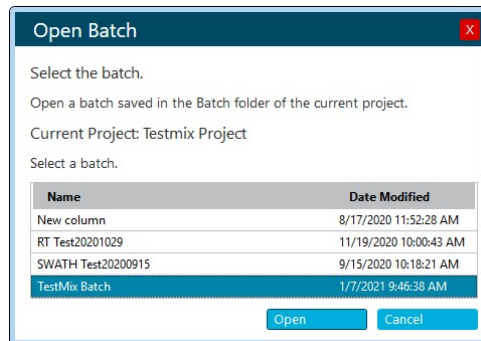 Open Batch X
Select the batch.
Open a batch saved in the Batch folder of the current project.
Current Project: Testmix Project
Select a batch.
Name Date Modified
New column 8/17/2020 11:52:28 AM
RT Test20201029 11/19/2020 10:00:43 AM
SWATH Test20200915 9/15/2020 10:18:21 AM
TestMix Batch 1/7/2021 9:46:38 AM
Open Cancel